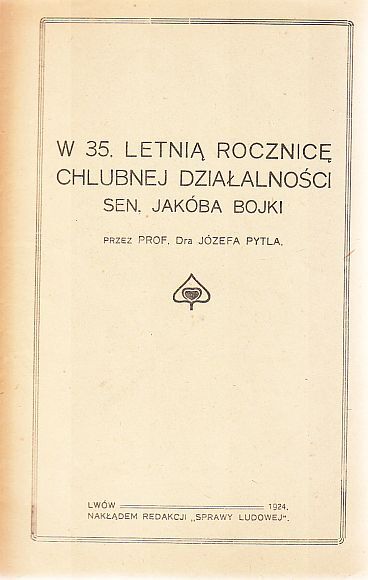 W 35. LETNIĄ ROCZNICĘ
CHLUBNEJ DZIAŁALNOŚCI
SEN. JAKÓBA BOJKI
PRZEZ PROF. Dra JÓZEFA PYTLA.
LWÓW 1924.
NAKŁADEM REDAKCJI „SPRAWY LUDOWEJ".